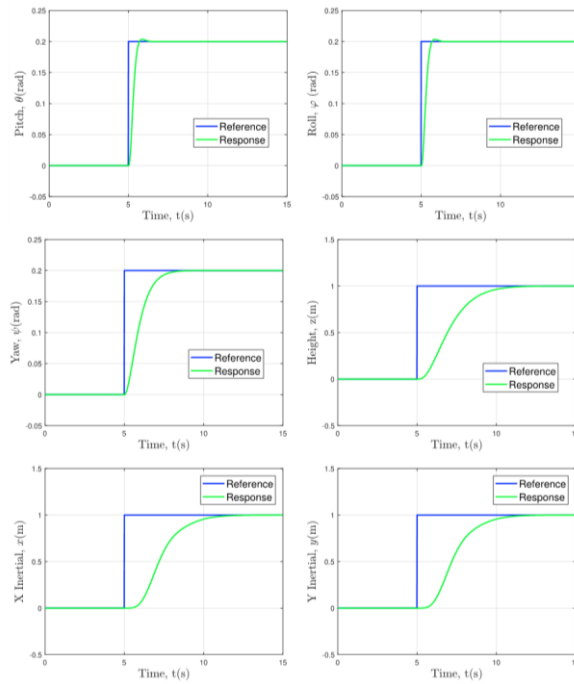 0.25
0.2
0.15
0.1
0.05
0
-0.05
Pitch, θ(rad)
Reference
Response
0 5 10 15
Time, t(s)
0.25
0.2
0.15
0.1
0.05
0
-0.05
Roll, φ (rad)
Reference
Response
0 5 10 15
Time, t(s)
0.25
0.2
0.15
0.1
0.05
0
-0.05
Yaw, ψ(rad)
Reference
Response
0 5 10 15
Time, t(s)
1.5
1
0.5
0
-0.5
Height, z(m)
Reference
Response
0 5 10 15
Time, t(s)
1.5
1
0.5
0
-0.5
X Inertial, x(m)
Reference
Response
0 5 10 15
Time, t(s)
1.5
1
0.5
0
-0.5
Y Inertial, y(m)
Reference
Response
0 5 10 15
Time, t(s)